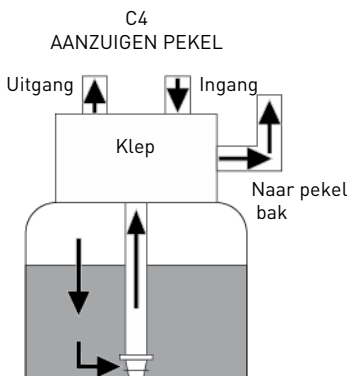 C4
AANZUIGEN PEKEL
Uitgang
Ingang
Klep
Naar pekel
bak